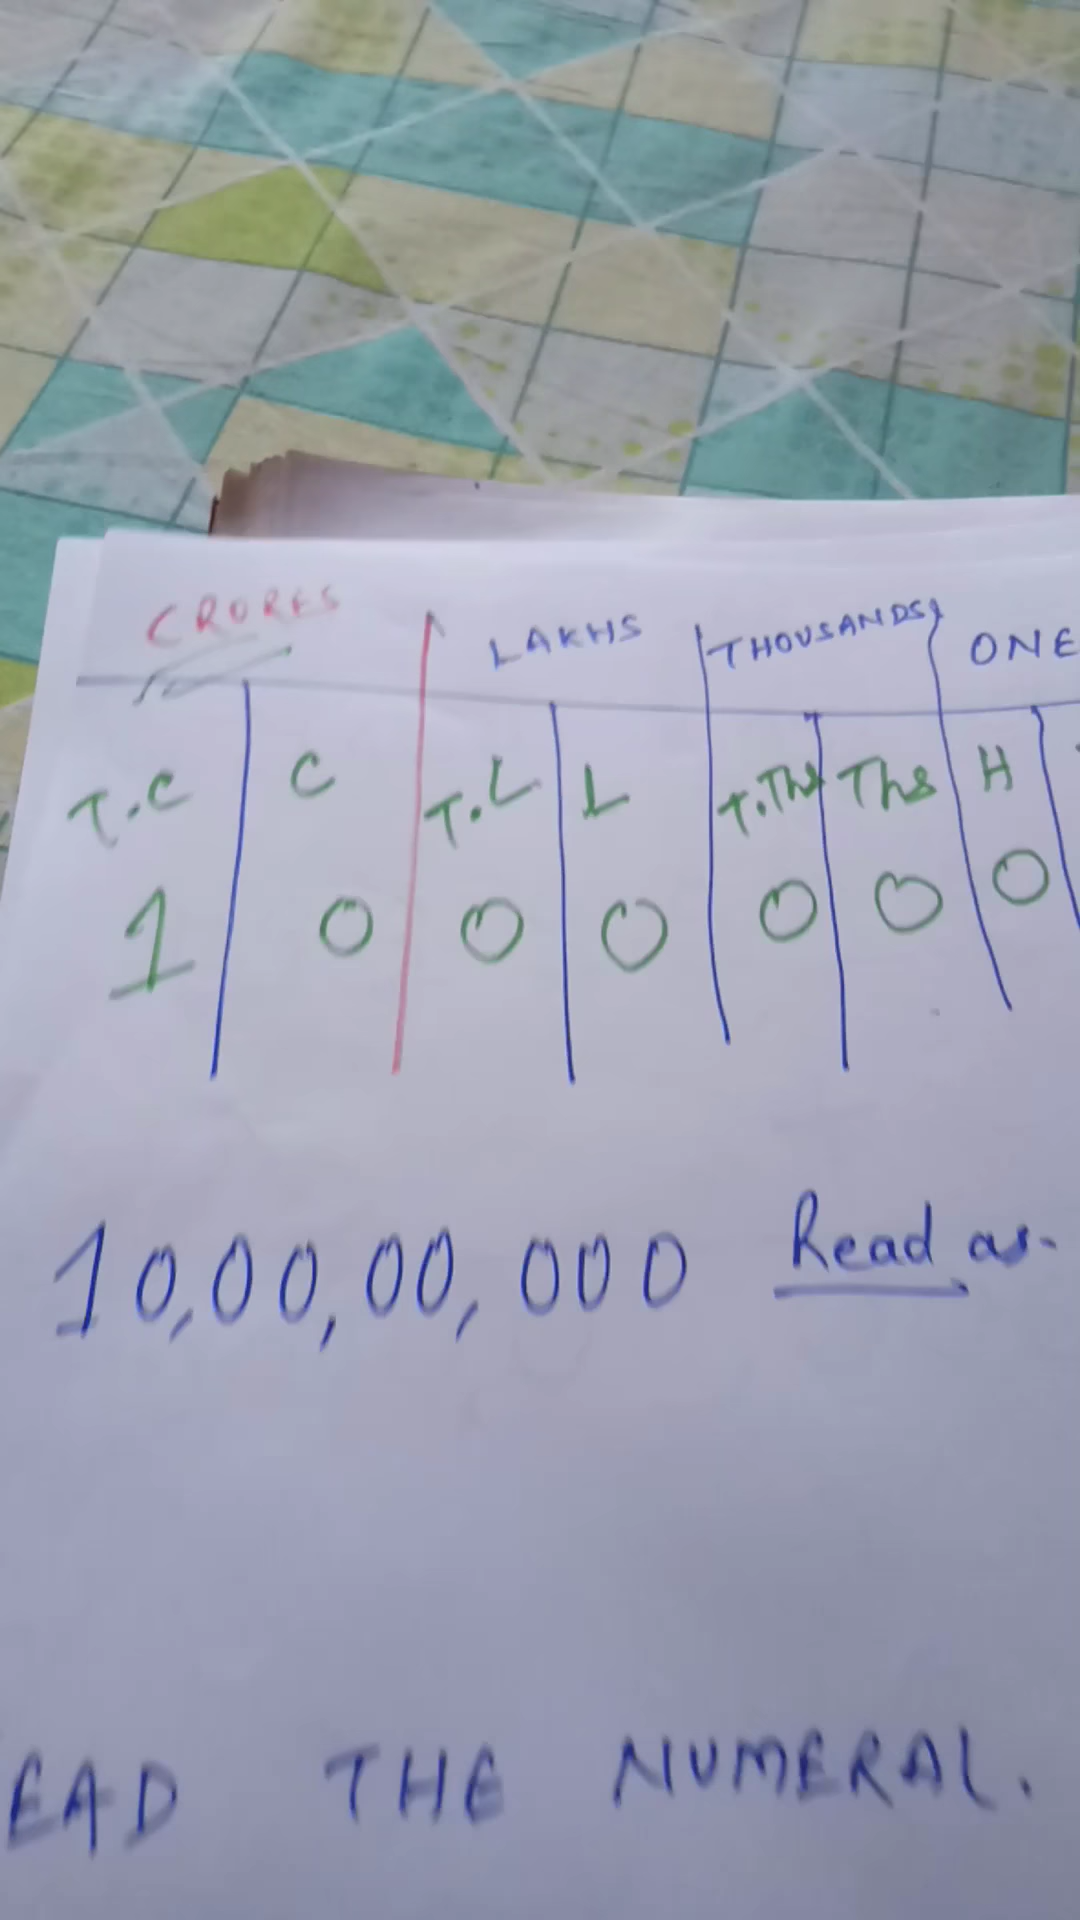 CRORES LAKHS THOUSANDS ONE
T.C C T.L L T.Ths Ths H
1 0 0 0 0 0 0
10,00,00,000 Read as-
EAD THE NUMERAL.